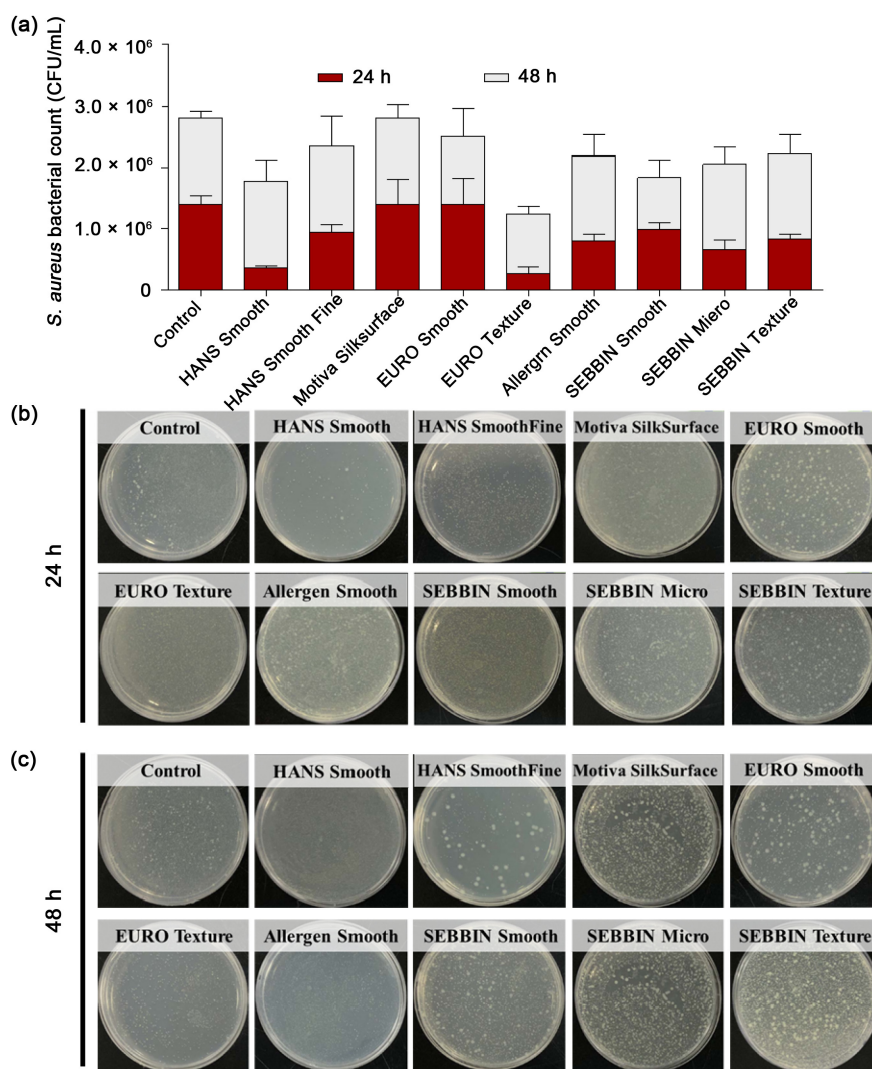 (a)
S. aureus bacterial count (CFU/mL)
4.0 × 10⁶
3.0 × 10⁶
2.0 × 10⁶
1.0 × 10⁶
0
24 h
48 h
Control
HANS Smooth
HANS Smooth Fine
Motiva Silksurface
EURO Smooth
EURO Texture
Allergrn Smooth
SEBBIN Smooth
SEBBIN Miero
SEBBIN Texture
(b)
24 h
Control
HANS Smooth
HANS SmoothFine
Motiva SilkSurface
EURO Smooth
EURO Texture
Allergen Smooth
SEBBIN Smooth
SEBBIN Micro
SEBBIN Texture
(c)
48 h
Control
HANS Smooth
HANS SmoothFine
Motiva SilkSurface
EURO Smooth
EURO Texture
Allergen Smooth
SEBBIN Smooth
SEBBIN Micro
SEBBIN Texture